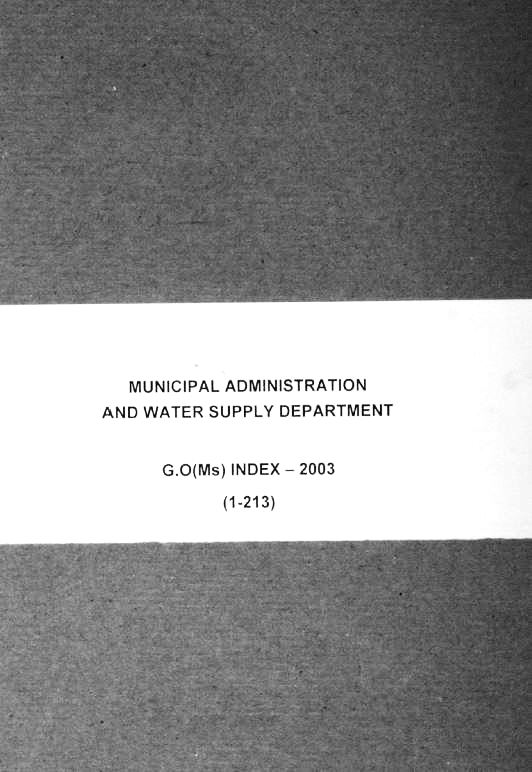 MUNICIPAL ADMINISTRATION
AND WATER SUPPLY DEPARTMENT
G.O(Ms) INDEX – 2003
(1-213)